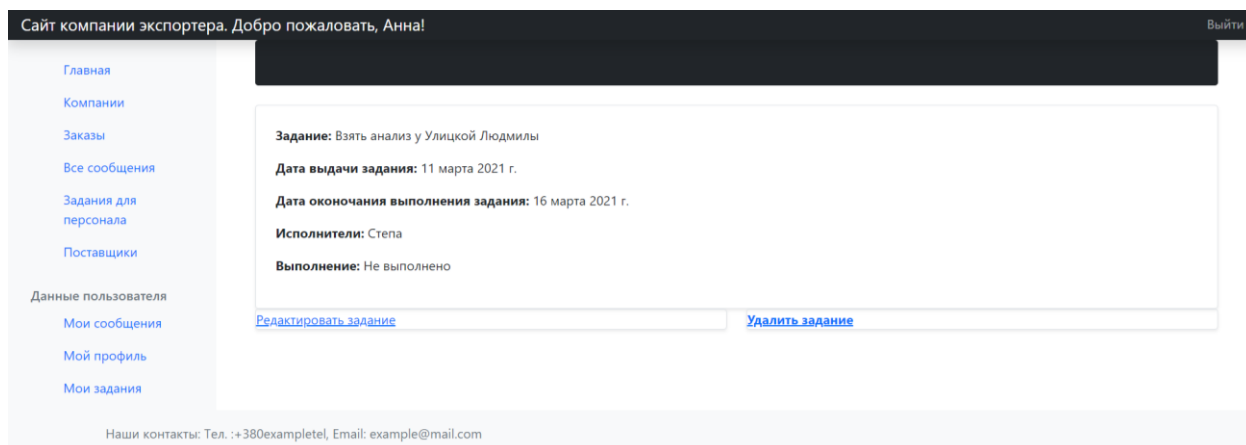 Сайт компании экспортера. Добро пожаловать, Анна!
Выйти
Главная
Компании
Заказы
Все сообщения
Задания для
персонала
Поставщики
Данные пользователя
Мои сообщения
Мой профиль
Мои задания
Задание: Взять анализ у Улицкой Людмилы
Дата выдачи задания: 11 марта 2021 г.
Дата окончания выполнения задания: 16 марта 2021 г.
Исполнители: Степа
Выполнение: Не выполнено
Редактировать задание
Удалить задание
Наши контакты: Тел. :+380exampletel, Email: example@mail.com